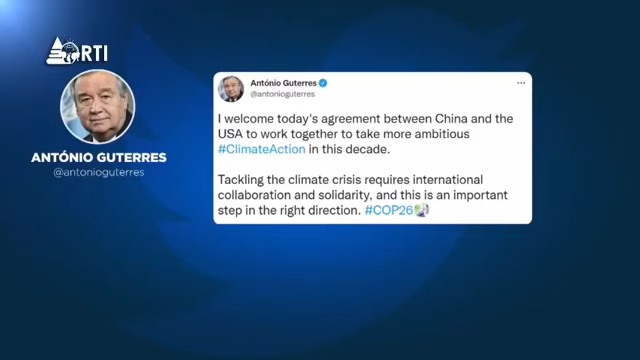 RTI
ANTÓNIO GUTERRES
@antonioguterres
António Guterres
@antonioguterres
I welcome today's agreement between China and the
USA to work together to take more ambitious
#ClimateAction in this decade.
Tackling the climate crisis requires international
collaboration and solidarity, and this is an important
step in the right direction. #COP26